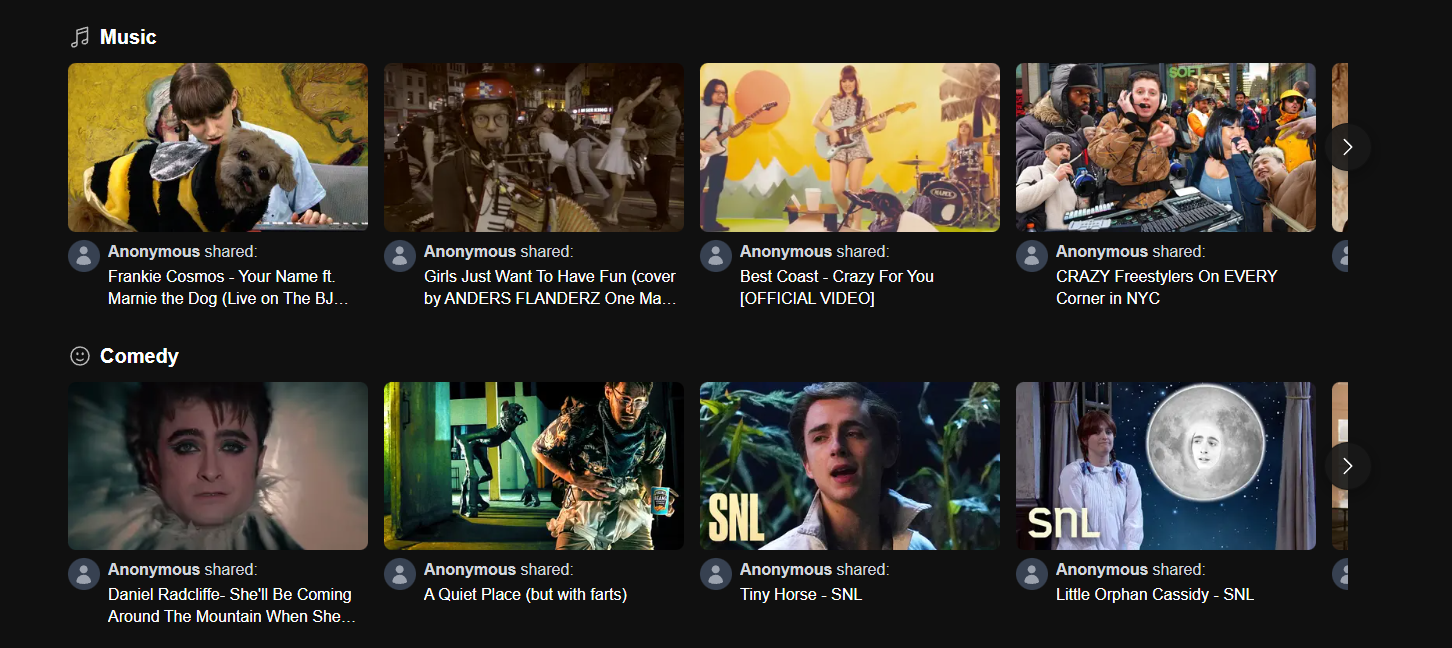 Music
SOFT
Anonymous shared:
Frankie Cosmos - Your Name ft.
Marnie the Dog (Live on The BJ…
Anonymous shared:
Girls Just Want To Have Fun (cover
by ANDERS FLANDERZ One Ma…
Anonymous shared:
Best Coast - Crazy For You
[OFFICIAL VIDEO]
Anonymous shared:
CRAZY Freestylers On EVERY
Corner in NYC
Comedy
SNL
SNL
Anonymous shared:
Daniel Radcliffe- She'll Be Coming
Around The Mountain When She…
Anonymous shared:
A Quiet Place (but with farts)
Anonymous shared:
Tiny Horse - SNL
Anonymous shared:
Little Orphan Cassidy - SNL